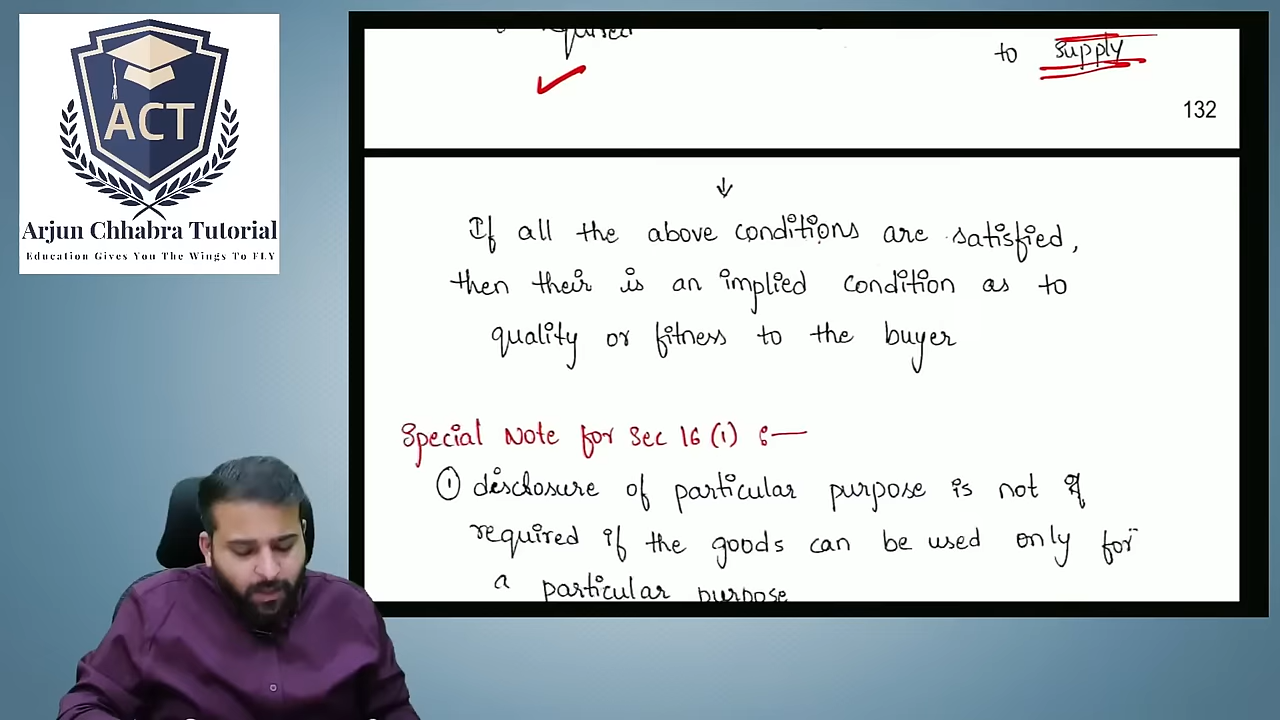 ACT
Arjun Chhabra Tutorial
Education Gives You The Wings To FLY
required
to supply
132
If all the above conditions are satisfied,
then their is an implied condition as to
quality or fitness to the buyer
Special Note for Sec 16 (1) :—
① disclosure of particular purpose is not
required if the goods can be used only for
a particular purpose